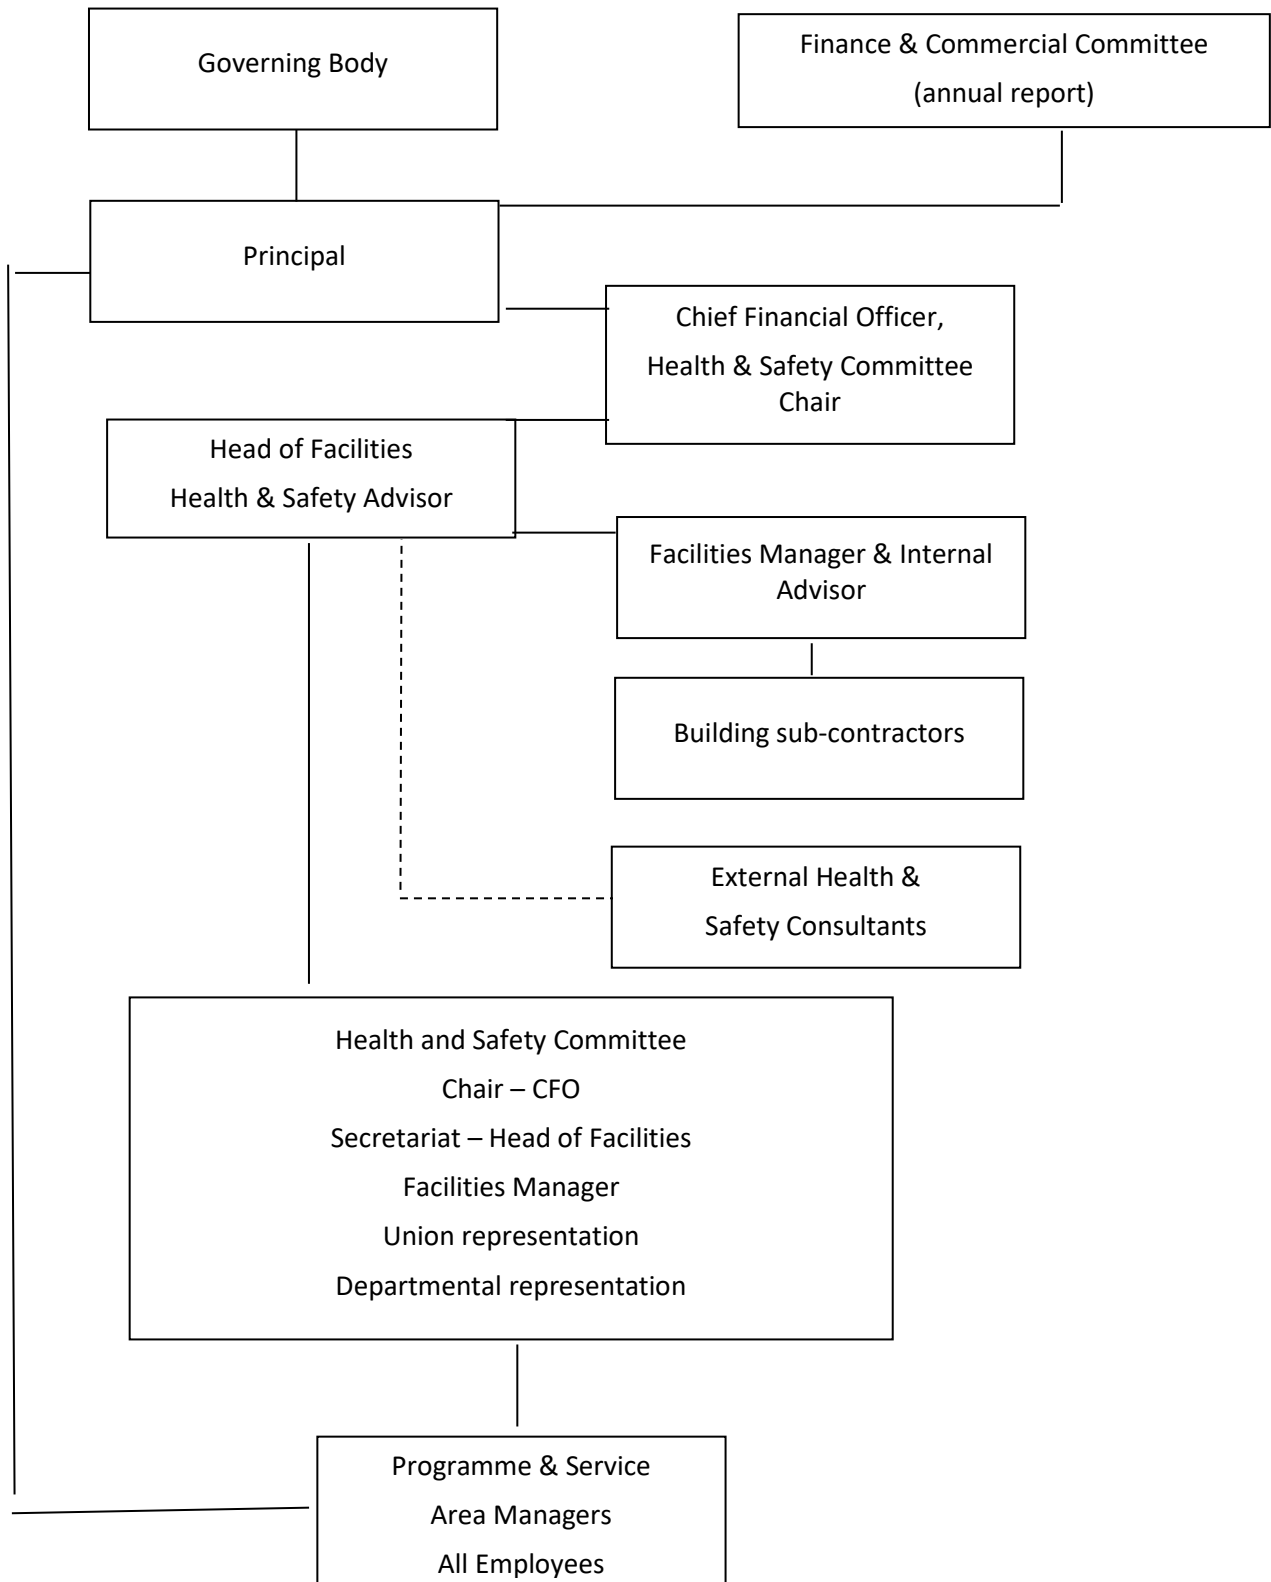 Governing Body
Finance & Commercial Committee
(annual report)
Principal
Chief Financial Officer,
Health & Safety Committee
Chair
Head of Facilities
Health & Safety Advisor
Facilities Manager & Internal
Advisor
Building sub-contractors
External Health &
Safety Consultants
Health and Safety Committee
Chair – CFO
Secretariat – Head of Facilities
Facilities Manager
Union representation
Departmental representation
Programme & Service
Area Managers
All Employees